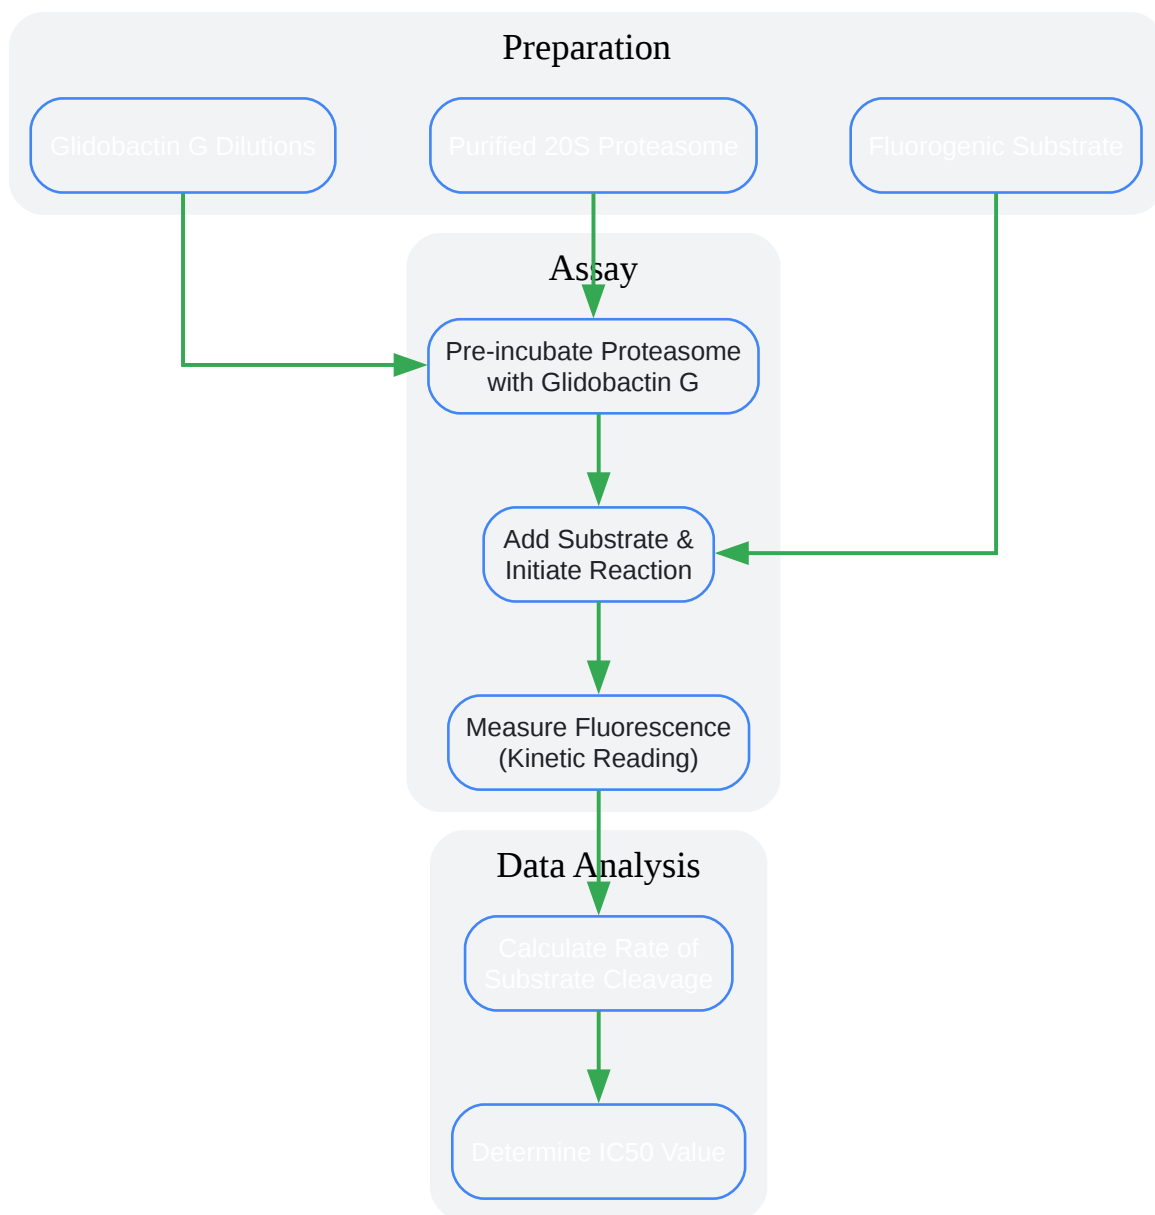 Preparation
Glidobactin G Dilutions
Purified 20S Proteasome
Fluorogenic Substrate
Assay
Pre-incubate Proteasome
with Glidobactin G
Add Substrate &
Initiate Reaction
Measure Fluorescence
(Kinetic Reading)
Data Analysis
Calculate Rate of
Substrate Cleavage
Determine IC50 Value